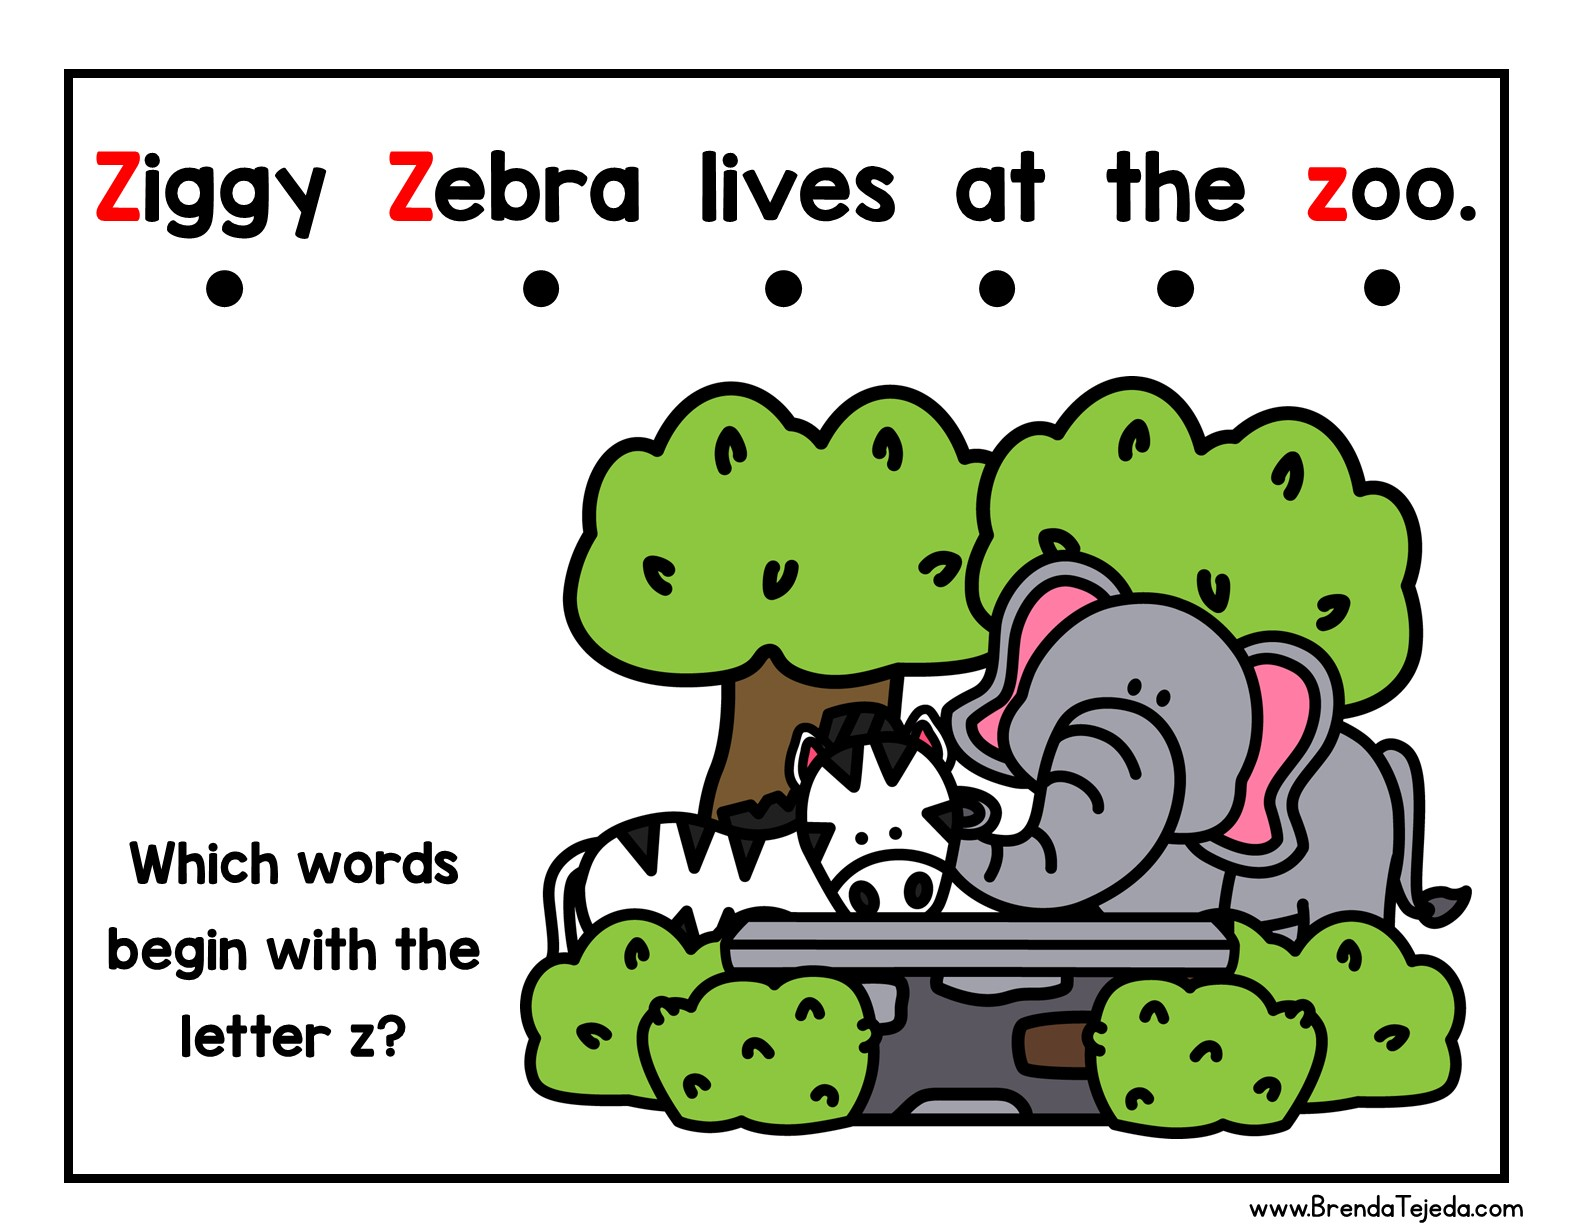 Ziggy Zebra lives at the zoo.
Which words
begin with the
letter z?
www.BrendaTejeda.com